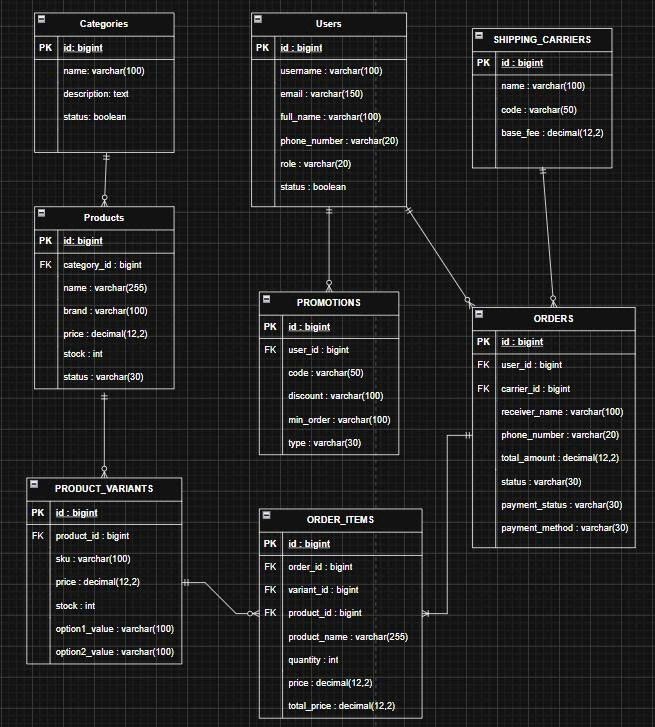 Categories
PK id: bigint
name: varchar(100)
description: text
status: boolean
Users
PK id : bigint
username : varchar(100)
email : varchar(150)
full_name : varchar(100)
phone_number : varchar(20)
role : varchar(20)
status : boolean
SHIPPING_CARRIERS
PK id : bigint
name : varchar(100)
code : varchar(50)
base_fee : decimal(12,2)
Products
PK id: bigint
FK category_id : bigint
name : varchar(255)
brand : varchar(100)
price : decimal(12,2)
stock : int
status : varchar(30)
PROMOTIONS
PK id : bigint
FK user_id : bigint
code : varchar(50)
discount : varchar(100)
min_order : varchar(100)
type : varchar(30)
ORDERS
PK id : bigint
FK user_id : bigint
FK carrier_id : bigint
receiver_name : varchar(100)
phone_number : varchar(20)
total_amount : decimal(12,2)
status : varchar(30)
payment_status : varchar(30)
payment_method : varchar(30)
PRODUCT_VARIANTS
PK id : bigint
FK product_id : bigint
sku : varchar(100)
price : decimal(12,2)
stock : int
option1_value : varchar(100)
option2_value : varchar(100)
ORDER_ITEMS
PK id : bigint
FK order_id : bigint
FK variant_id : bigint
FK product_id : bigint
product_name : varchar(255)
quantity : int
price : decimal(12,2)
total_price : decimal(12,2)